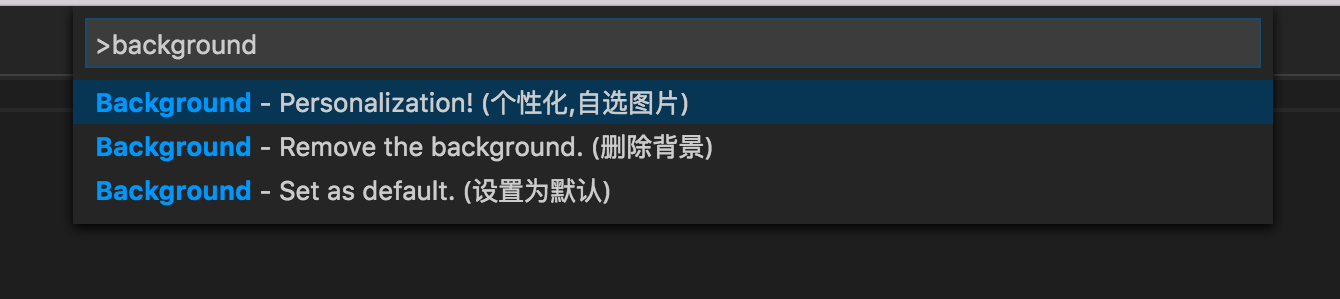 >background
Background - Personalization! (个性化,自选图片)
Background - Remove the background. (删除背景)
Background - Set as default. (设置为默认)